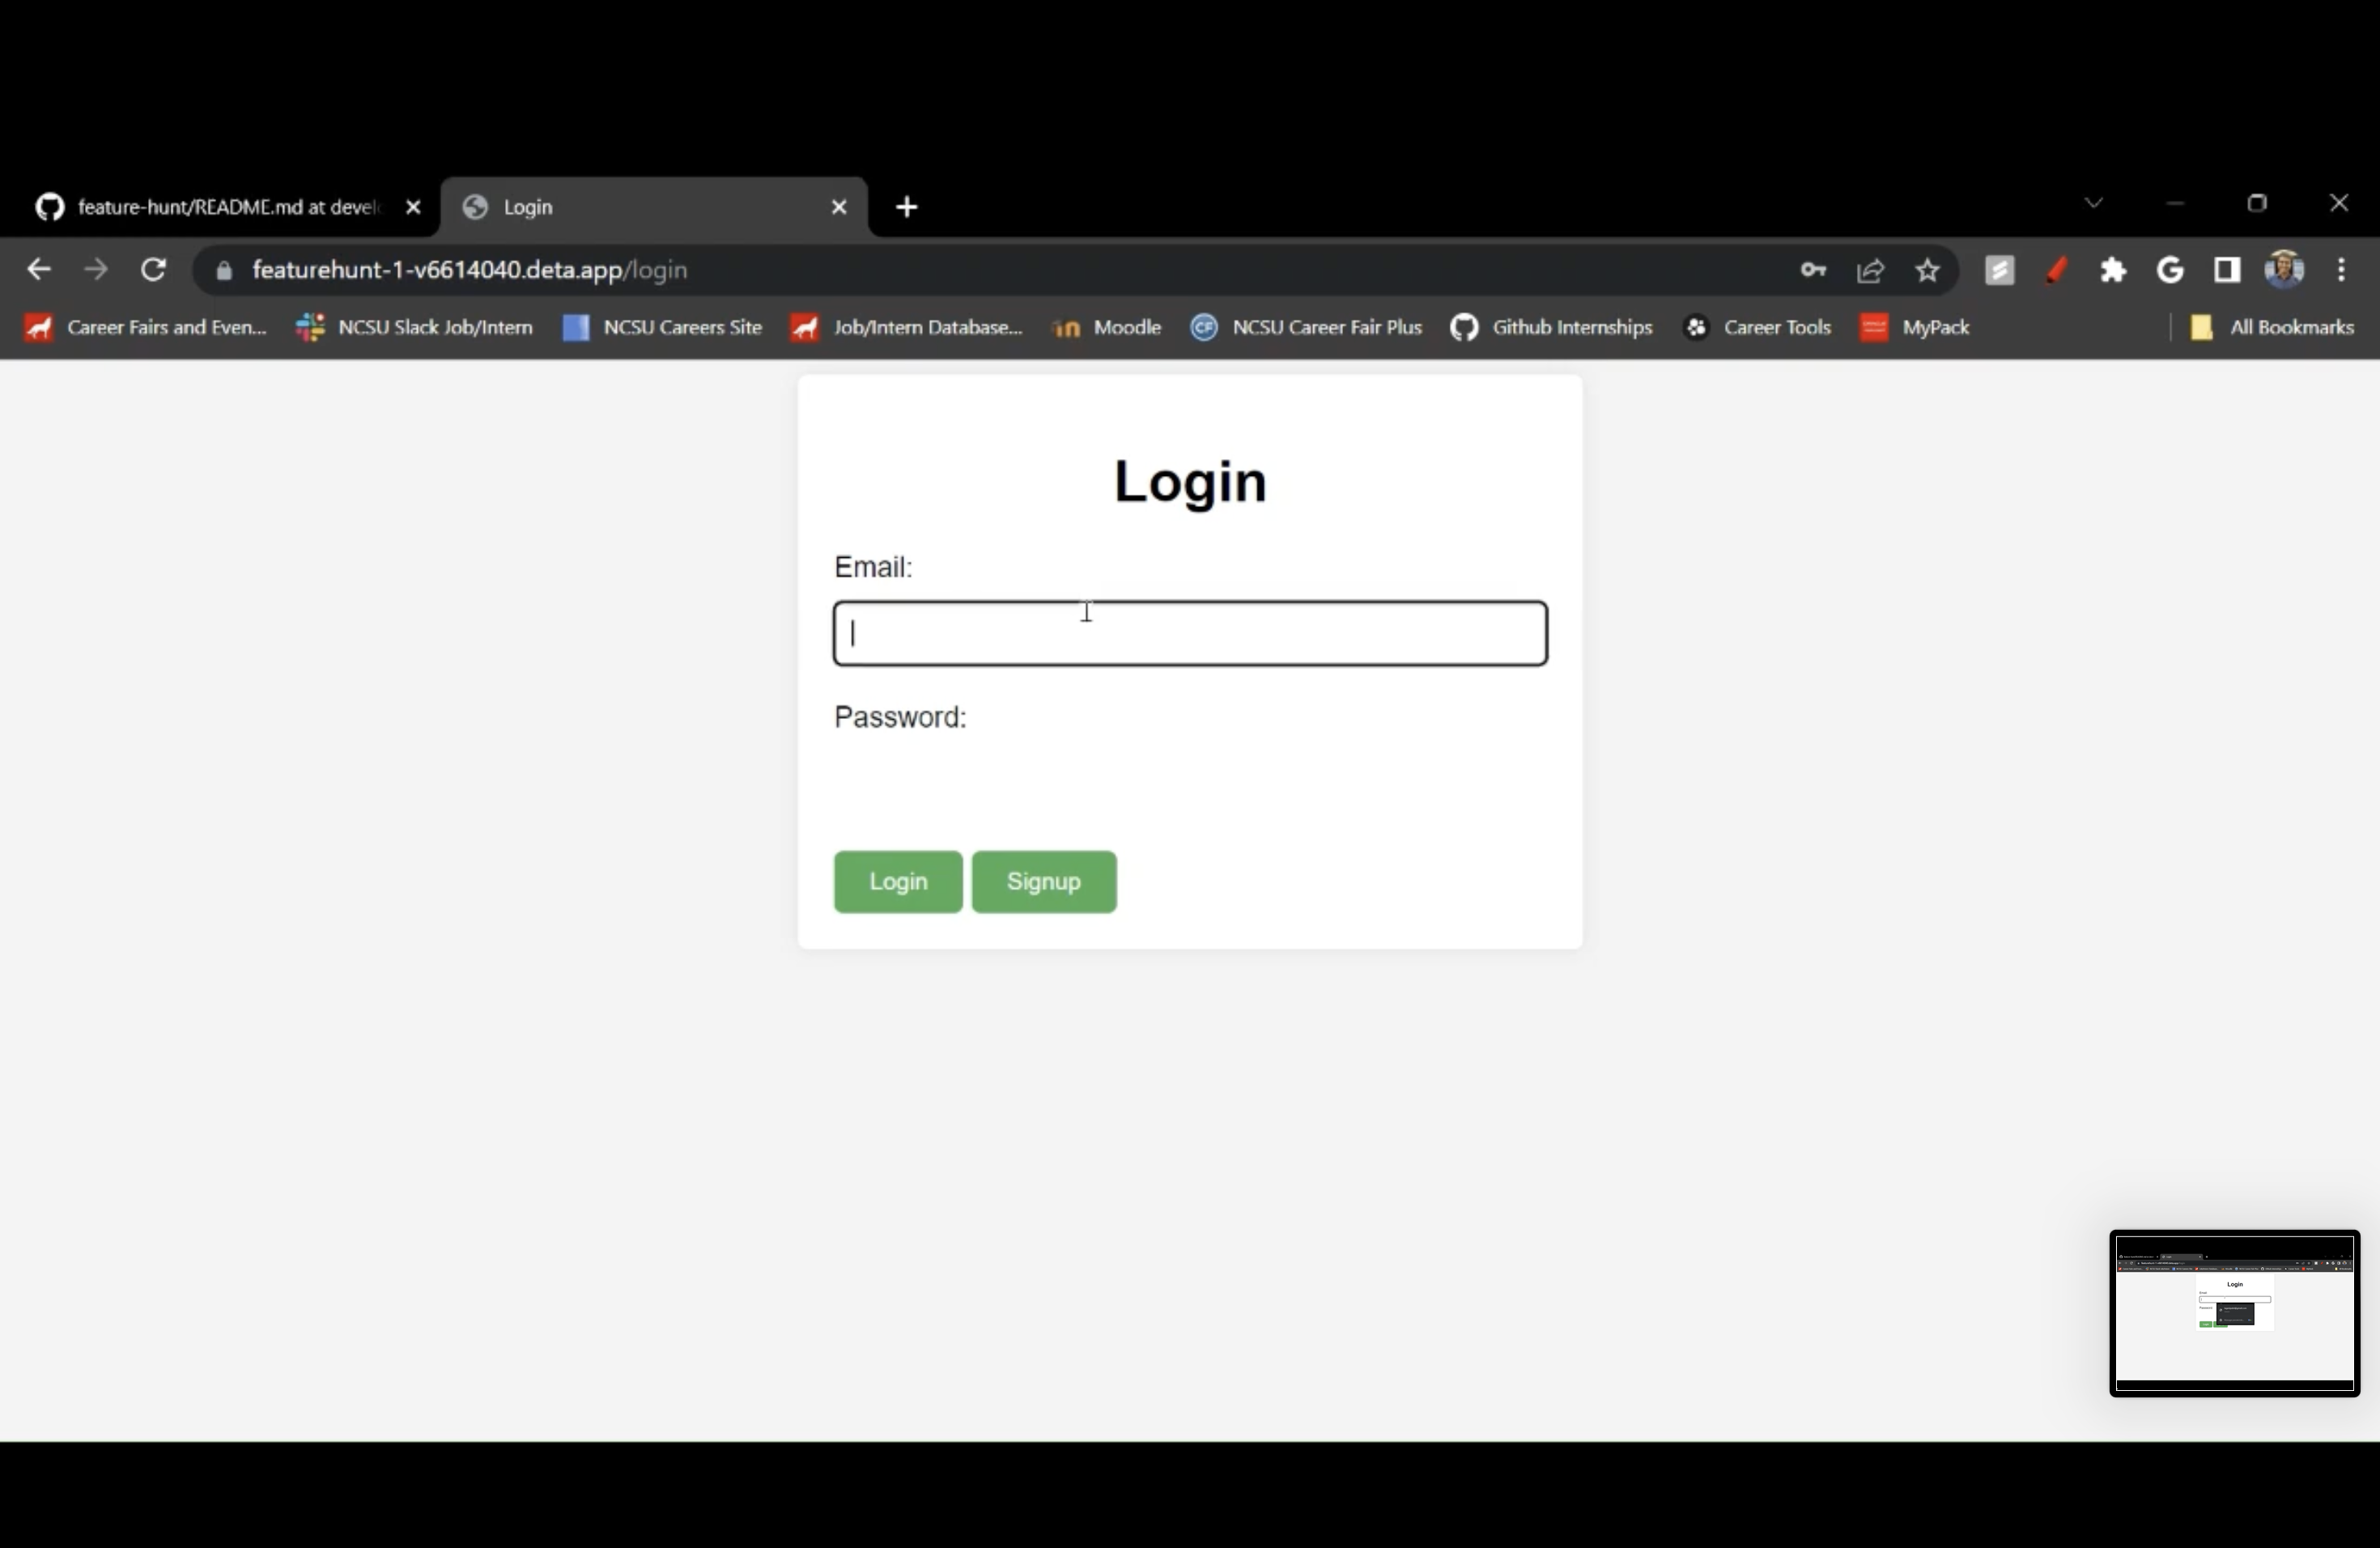 feature-hunt/README.md at devel
Login
featurehunt-1-v6614040.deta.app/login
Career Fairs and Even...
NCSU Slack Job/Intern
NCSU Careers Site
Job/Intern Database...
Moodle
NCSU Career Fair Plus
Github Internships
Career Tools
MyPack
All Bookmarks
Login
Email:
Password:
Login
Signup
Login